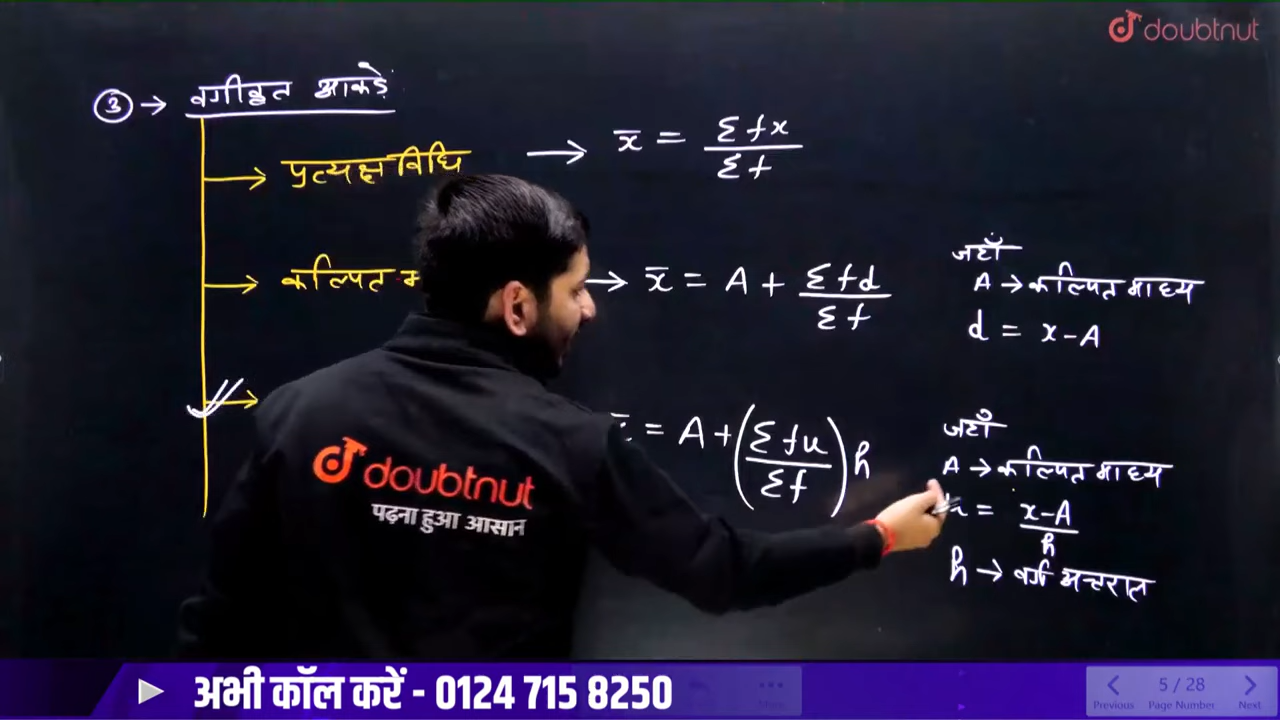 doubtnut
③ → वर्गीकृत आकड़े
→ प्रत्यक्ष विधि → x̄ = Σfx / Σf
→ कल्पित → x̄ = A + Σfd / Σf
जहाँ
A → कल्पित माध्य
d = x - A
= A + (Σfu / Σf) h
जहाँ
A → कल्पित माध्य
= x - A / h
h → वर्ग अन्तराल
doubtnut
पढ़ना हुआ आसान
अभी कॉल करें - 0124 715 8250
5 / 28
Previous Page Number Next